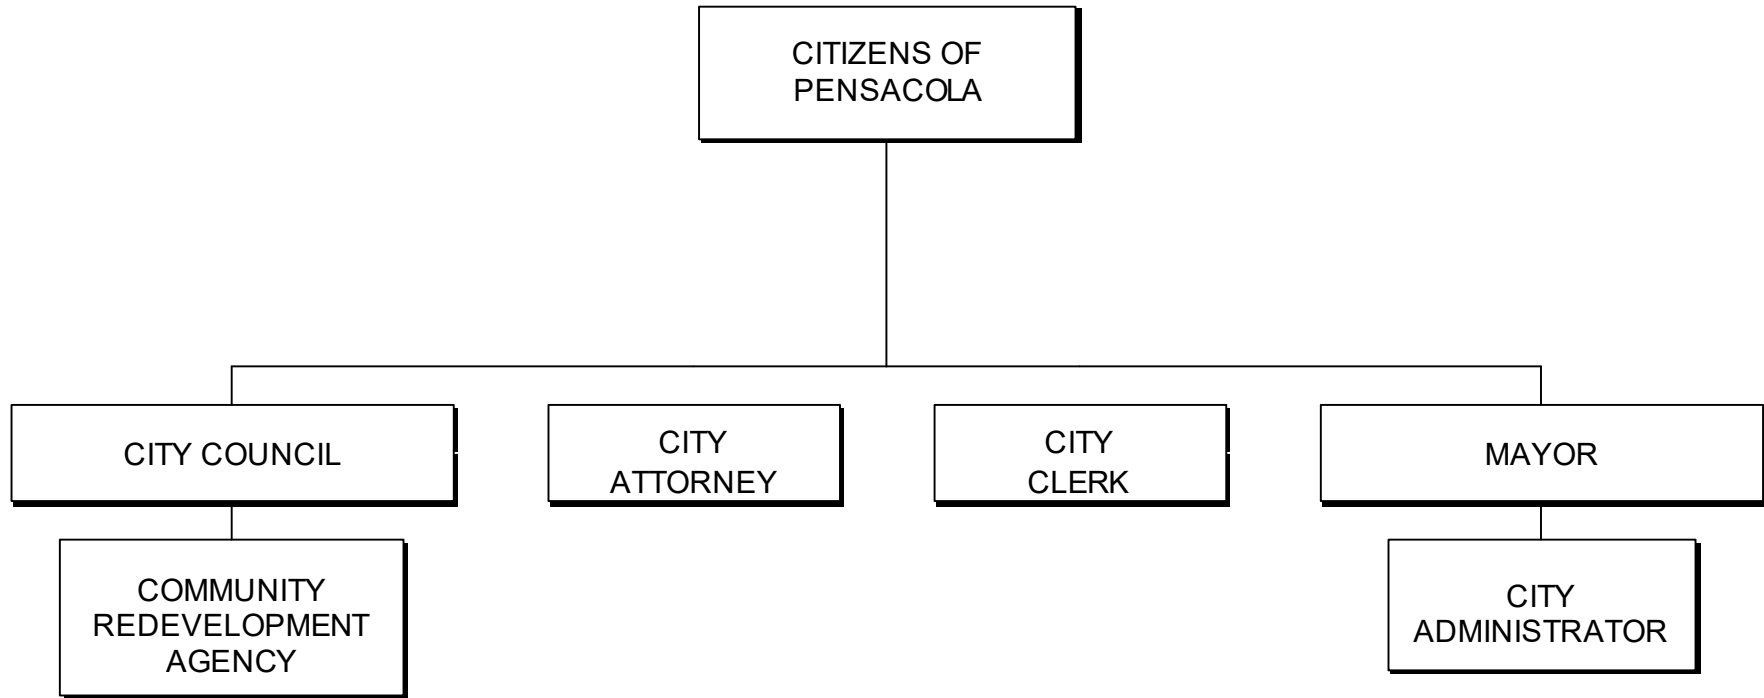 CITIZENS OF
PENSACOLA
CITY COUNCIL
CITY
ATTORNEY
CITY
CLERK
MAYOR
COMMUNITY
REDEVELOPMENT
AGENCY
CITY
ADMINISTRATOR